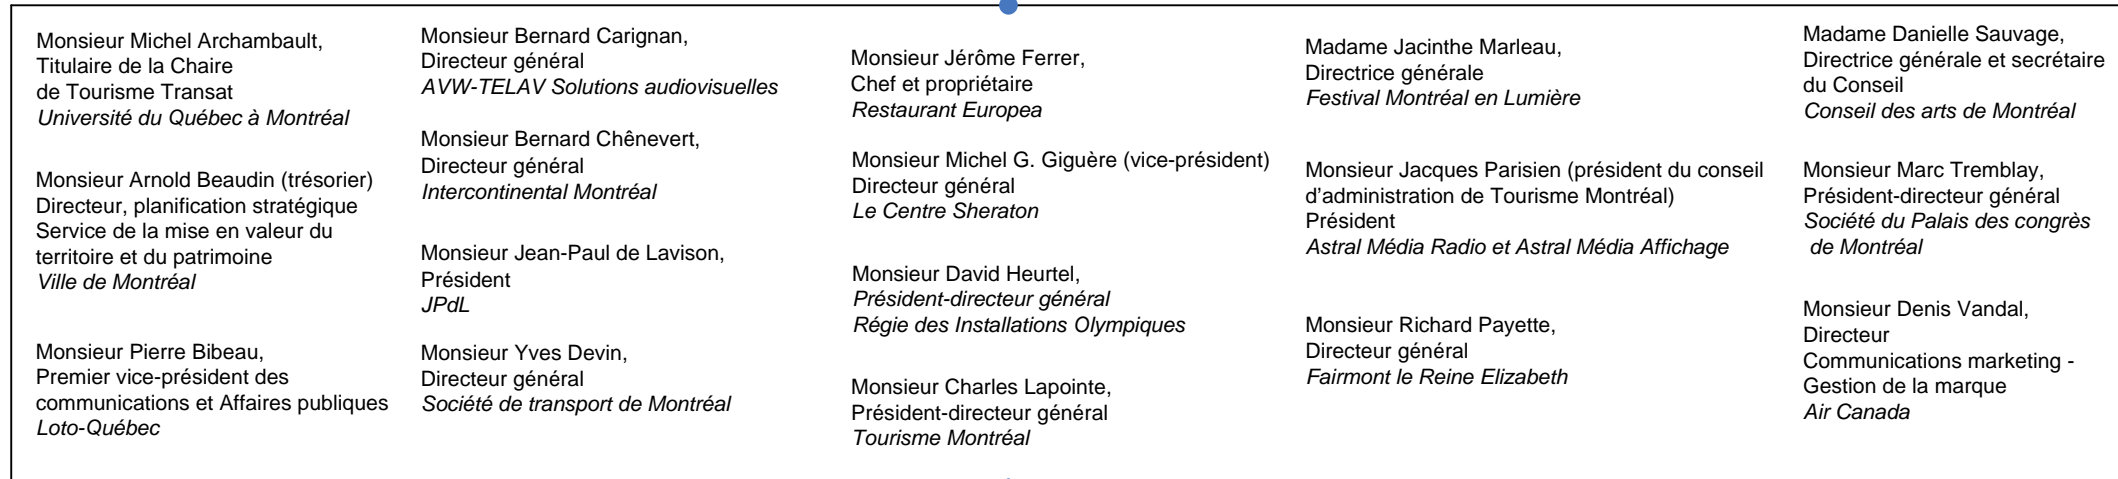 Monsieur Michel Archambault,
Titulaire de la Chaire
de Tourisme Transat
Université du Québec à Montréal
Monsieur Arnold Beaudin (trésorier)
Directeur, planification stratégique
Service de la mise en valeur du
territoire et du patrimoine
Ville de Montréal
Monsieur Pierre Bibeau,
Premier vice-président des
communications et Affaires publiques
Loto-Québec
Monsieur Bernard Carignan,
Directeur général
AVW-TELAV Solutions audiovisuelles
Monsieur Bernard Chênevert,
Directeur général
Intercontinental Montréal
Monsieur Jean-Paul de Lavison,
Président
JPdL
Monsieur Yves Devin,
Directeur général
Société de transport de Montréal
Monsieur Jérôme Ferrer,
Chef et propriétaire
Restaurant Europea
Monsieur Michel G. Giguère (vice-président)
Directeur général
Le Centre Sheraton
Monsieur David Heurtel,
Président-directeur général
Régie des Installations Olympiques
Monsieur Charles Lapointe,
Président-directeur général
Tourisme Montréal
Madame Jacinthe Marleau,
Directrice générale
Festival Montréal en Lumière
Monsieur Jacques Parisien (président du conseil
d'administration de Tourisme Montréal)
Président
Astral Média Radio et Astral Média Affichage
Monsieur Richard Payette,
Directeur général
Fairmont le Reine Elizabeth
Madame Danielle Sauvage,
Directrice générale et secrétaire
du Conseil
Conseil des arts de Montréal
Monsieur Marc Tremblay,
Président-directeur général
Société du Palais des congrès
de Montréal
Monsieur Denis Vandal,
Directeur
Communications marketing -
Gestion de la marque
Air Canada